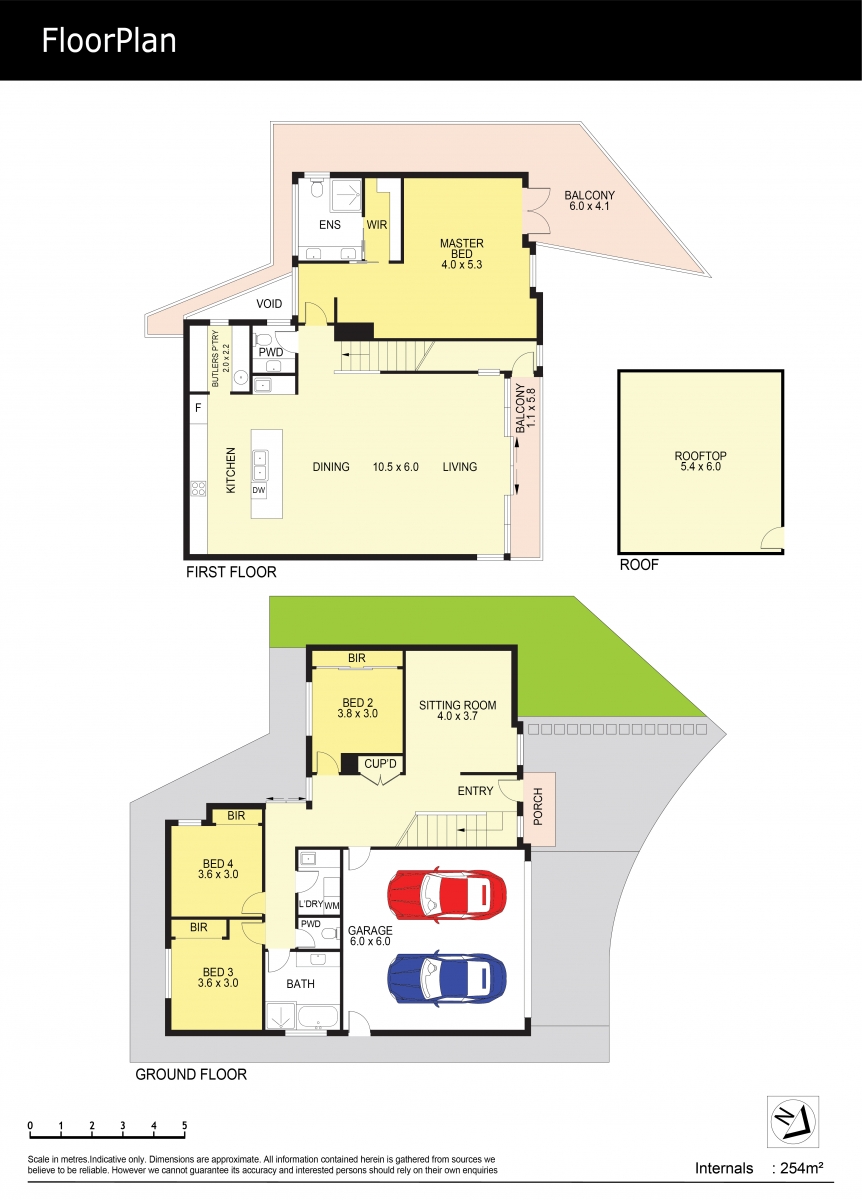 FloorPlan
BALCONY
6.0 x 4.1
ENS
WIR
MASTER
BED
4.0 x 5.3
VOID
BUTLERS P'TRY
2.0 x 2.2
PWD
F
KITCHEN
DW
DINING
10.5 x 6.0
LIVING
BALCONY
1.1 x 5.8
FIRST FLOOR
ROOFTOP
5.4 x 6.0
ROOF
BIR
BED 2
3.8 x 3.0
SITTING ROOM
4.0 x 3.7
CUP'D
ENTRY
PORCH
BIR
BED 4
3.6 x 3.0
L'DRY
WM
PWD
GARAGE
6.0 x 6.0
BIR
BED 3
3.6 x 3.0
BATH
GROUND FLOOR
0 1 2 3 4 5
N
Scale in metres.Indicative only. Dimensions are approximate. All information contained herein is gathered from sources we
believe to be reliable. However we cannot guarantee its accuracy and interested persons should rely on their own enquiries
Internals : 254m²